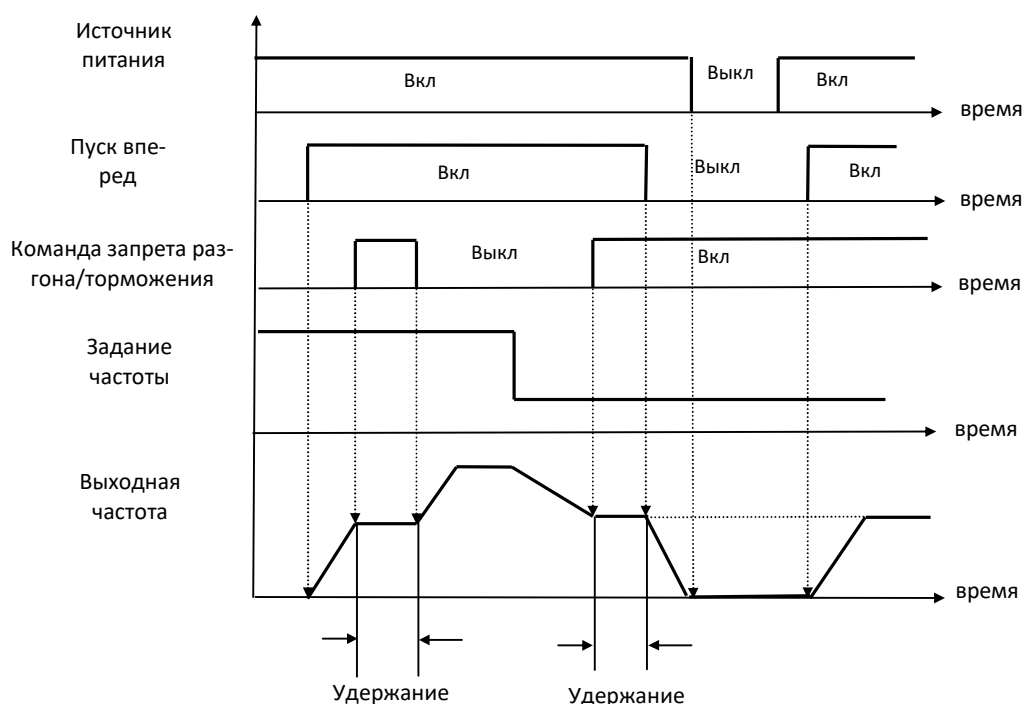 Источник
питания
Вкл
Выкл
Вкл
время
Пуск впе-
ред
Вкл
Выкл
Вкл
время
Команда запрета раз-
гона/торможения
Выкл
Вкл
время
Задание
частоты
время
Выходная
частота
время
Удержание
Удержание